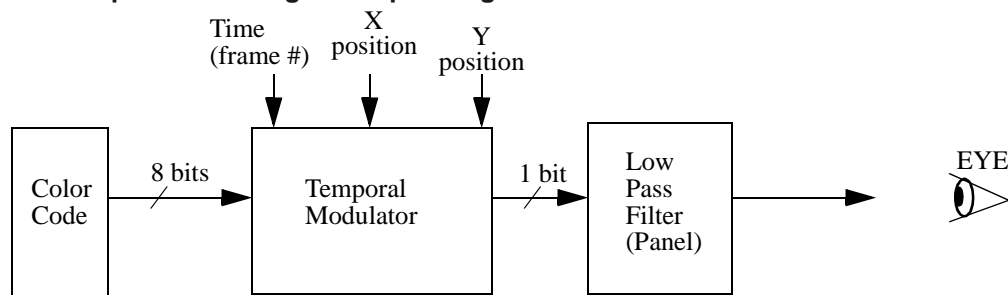 Time
(frame #)
X
position
Y
position
Color
Code
8 bits
Temporal
Modulator
1 bit
Low
Pass
Filter
(Panel)
EYE